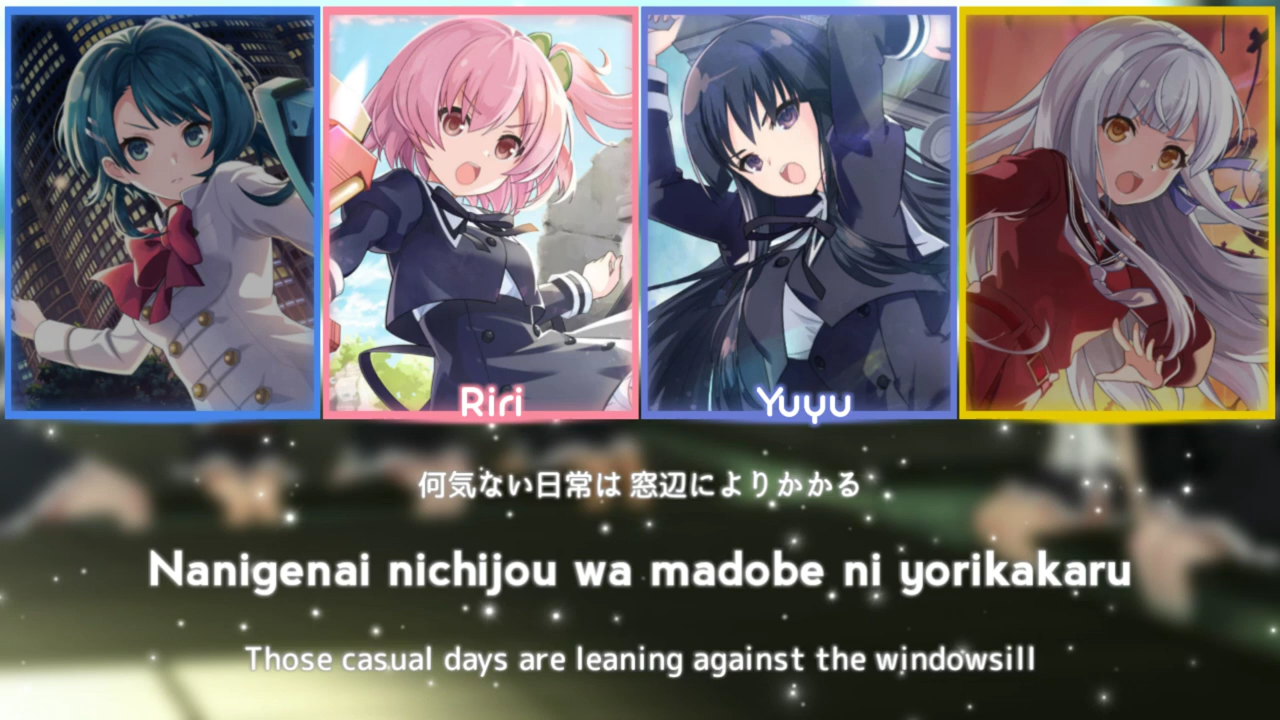 Riri
Yuyu
何気ない日常は 窓辺によりかかる
Nanigenai nichijou wa madobe ni yorikakaru
Those casual days are leaning against the windowsill